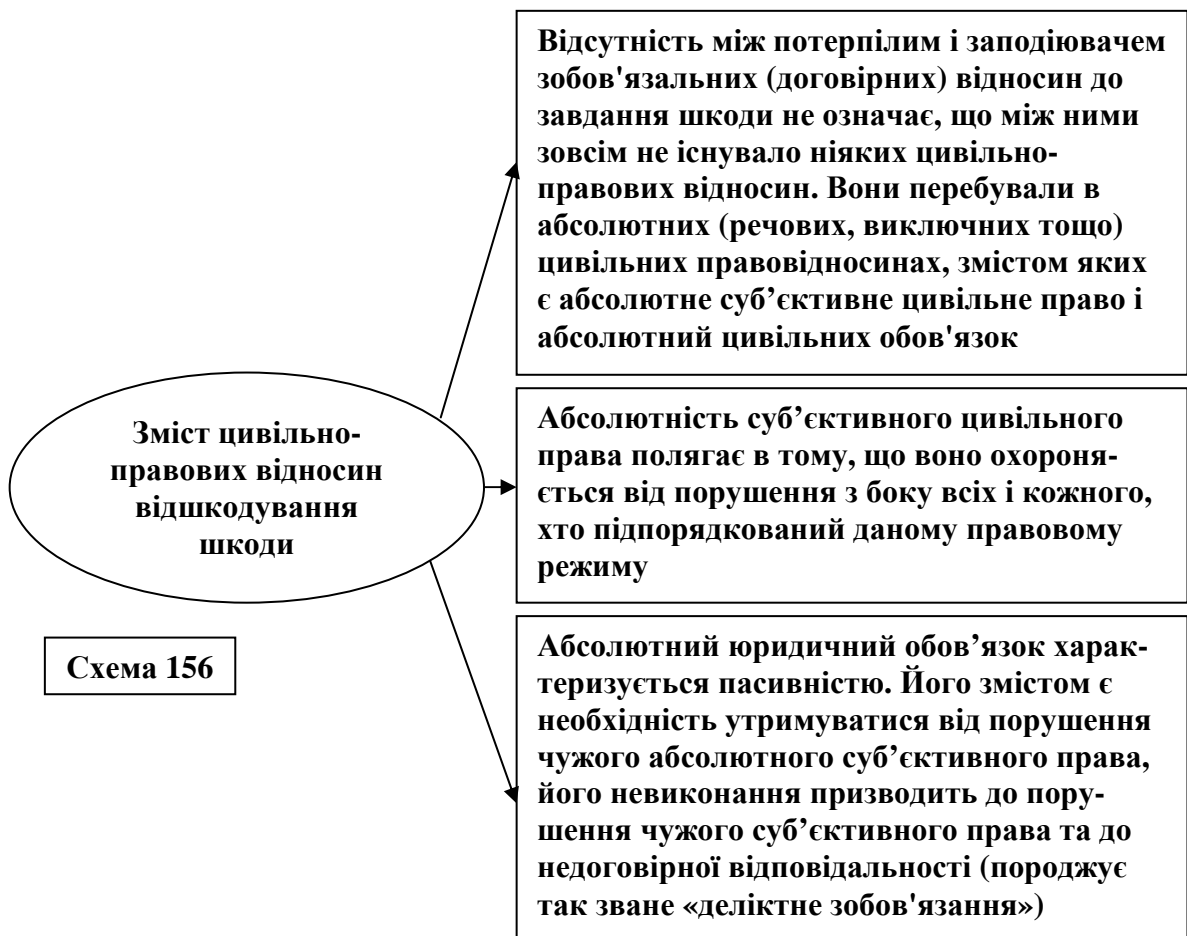 Відсутність між потерпілим і заподіювачем
зобов'язальних (договірних) відносин до
завдання шкоди не означає, що між ними
зовсім не існувало ніяких цивільно-
правових відносин. Вони перебували в
абсолютних (речових, виключних тощо)
цивільних правовідносинах, змістом яких
є абсолютне суб’єктивне цивільне право і
абсолютний цивільних обов'язок
Зміст цивільно-
правових відносин
відшкодування
шкоди
Абсолютність суб’єктивного цивільного
права полягає в тому, що воно охороня-
ється від порушення з боку всіх і кожного,
хто підпорядкований даному правовому
режиму
Схема 156
Абсолютний юридичний обов’язок харак-
теризується пасивністю. Його змістом є
необхідність утримуватися від порушення
чужого абсолютного суб’єктивного права,
його невиконання призводить до пору-
шення чужого суб’єктивного права та до
недоговірної відповідальності (породжує
так зване «деліктне зобов'язання»)